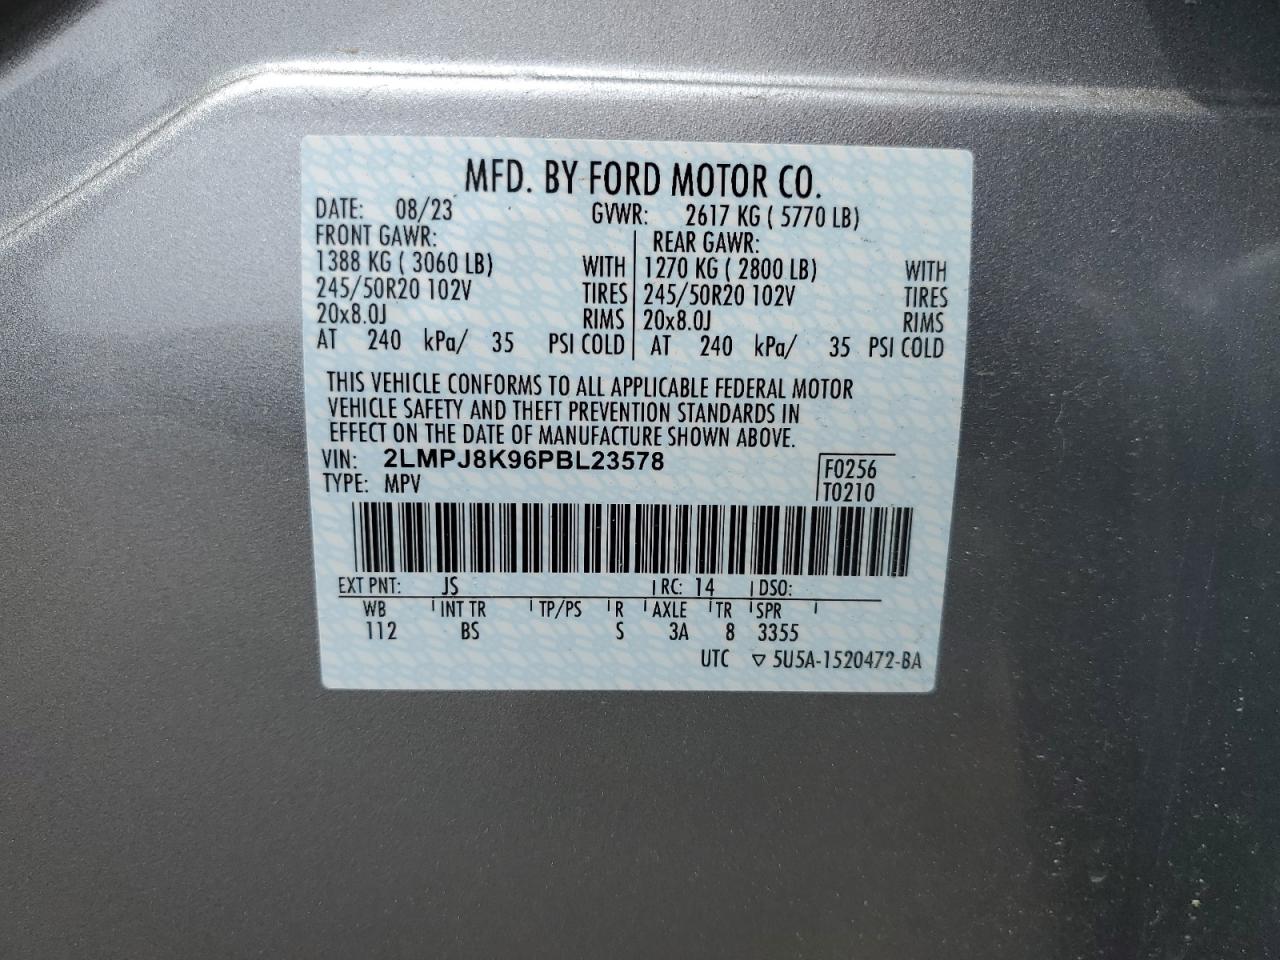 MFD. BY FORD MOTOR CO.
DATE: 08/23 GVWR: 2617 KG ( 5770 LB)
FRONT GAWR: REAR GAWR:
1388 KG ( 3060 LB) WITH 1270 KG ( 2800 LB) WITH
245/50R20 102V TIRES 245/50R20 102V TIRES
20x8.0J RIMS 20x8.0J RIMS
AT 240 kPa/ 35 PSI COLD AT 240 kPa/ 35 PSI COLD
THIS VEHICLE CONFORMS TO ALL APPLICABLE FEDERAL MOTOR
VEHICLE SAFETY AND THEFT PREVENTION STANDARDS IN
EFFECT ON THE DATE OF MANUFACTURE SHOWN ABOVE.
VIN: 2LMPJ8K96PBL23578 F0256
TYPE: MPV T0210
EXT PNT: JS RC: 14 DSO:
WB INT TR TP/PS R AXLE TR SPR
112 BS S 3A 8 3355
UTC ▽ 5U5A-1520472-BA